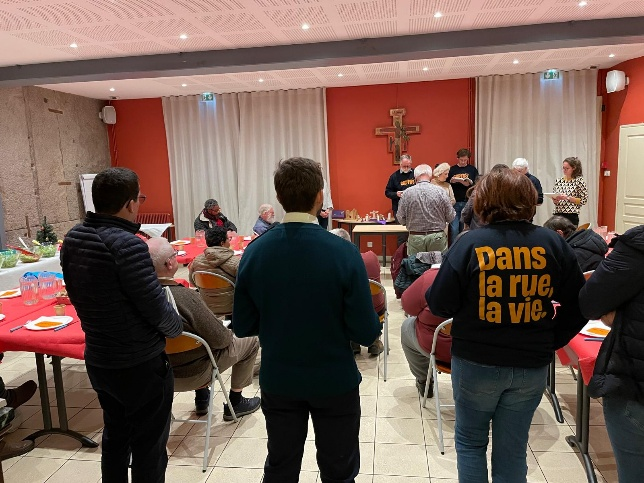 Dans
la rue,
la vie.